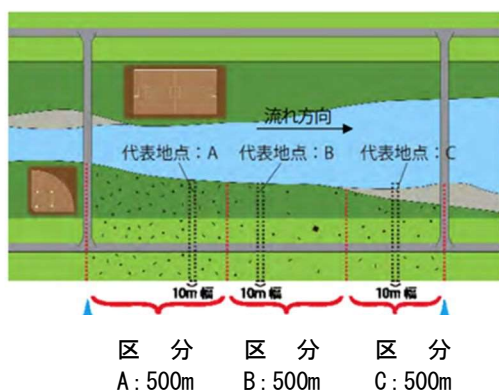 流れ方向
代表地点：A
代表地点：B
代表地点：C
10m 幅
10m 幅
10m 幅
区 分
A：500m
区 分
B：500m
区 分
C：500m